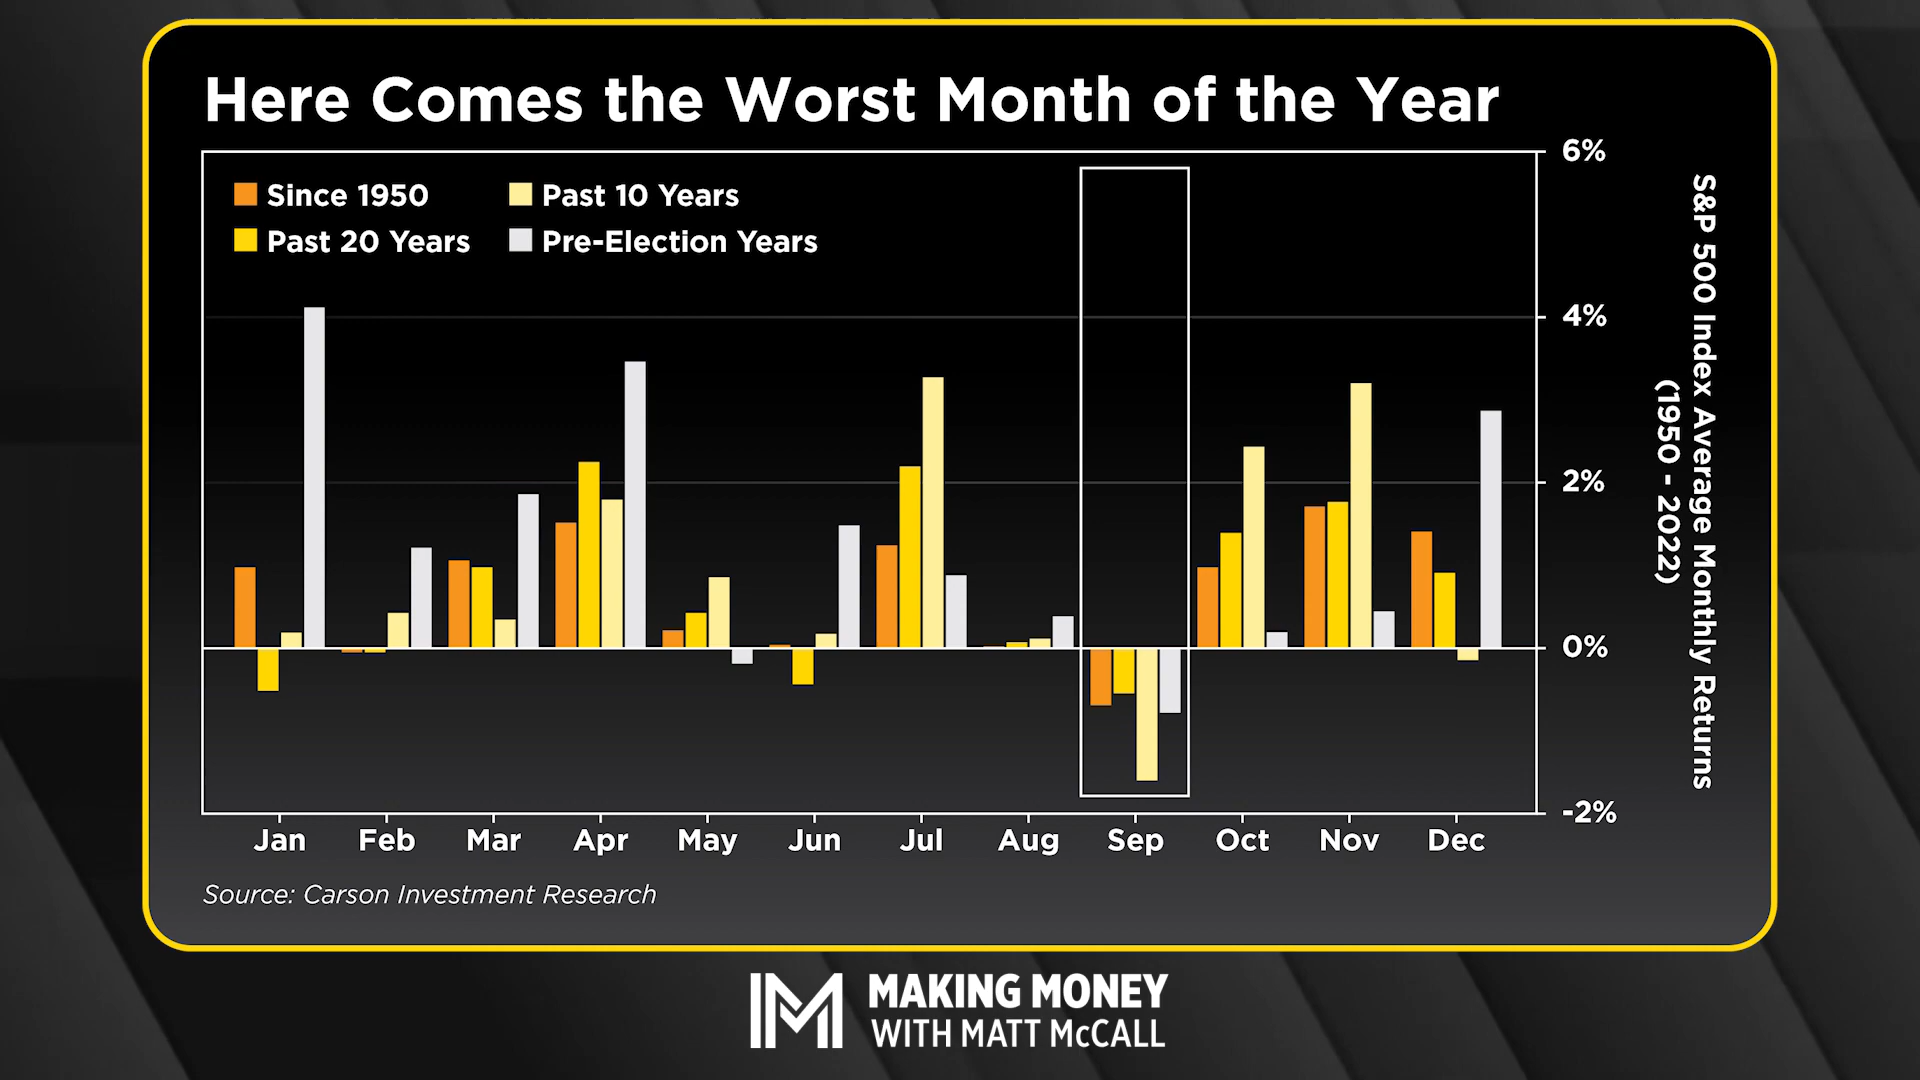 Here Comes the Worst Month of the Year
Since 1950
Past 10 Years
Past 20 Years
Pre-Election Years
6%
4%
2%
0%
-2%
S&P 500 Index Average Monthly Returns
(1950 - 2022)
Jan Feb Mar Apr May Jun Jul Aug Sep Oct Nov Dec
Source: Carson Investment Research
MAKING MONEY
WITH MATT McCALL